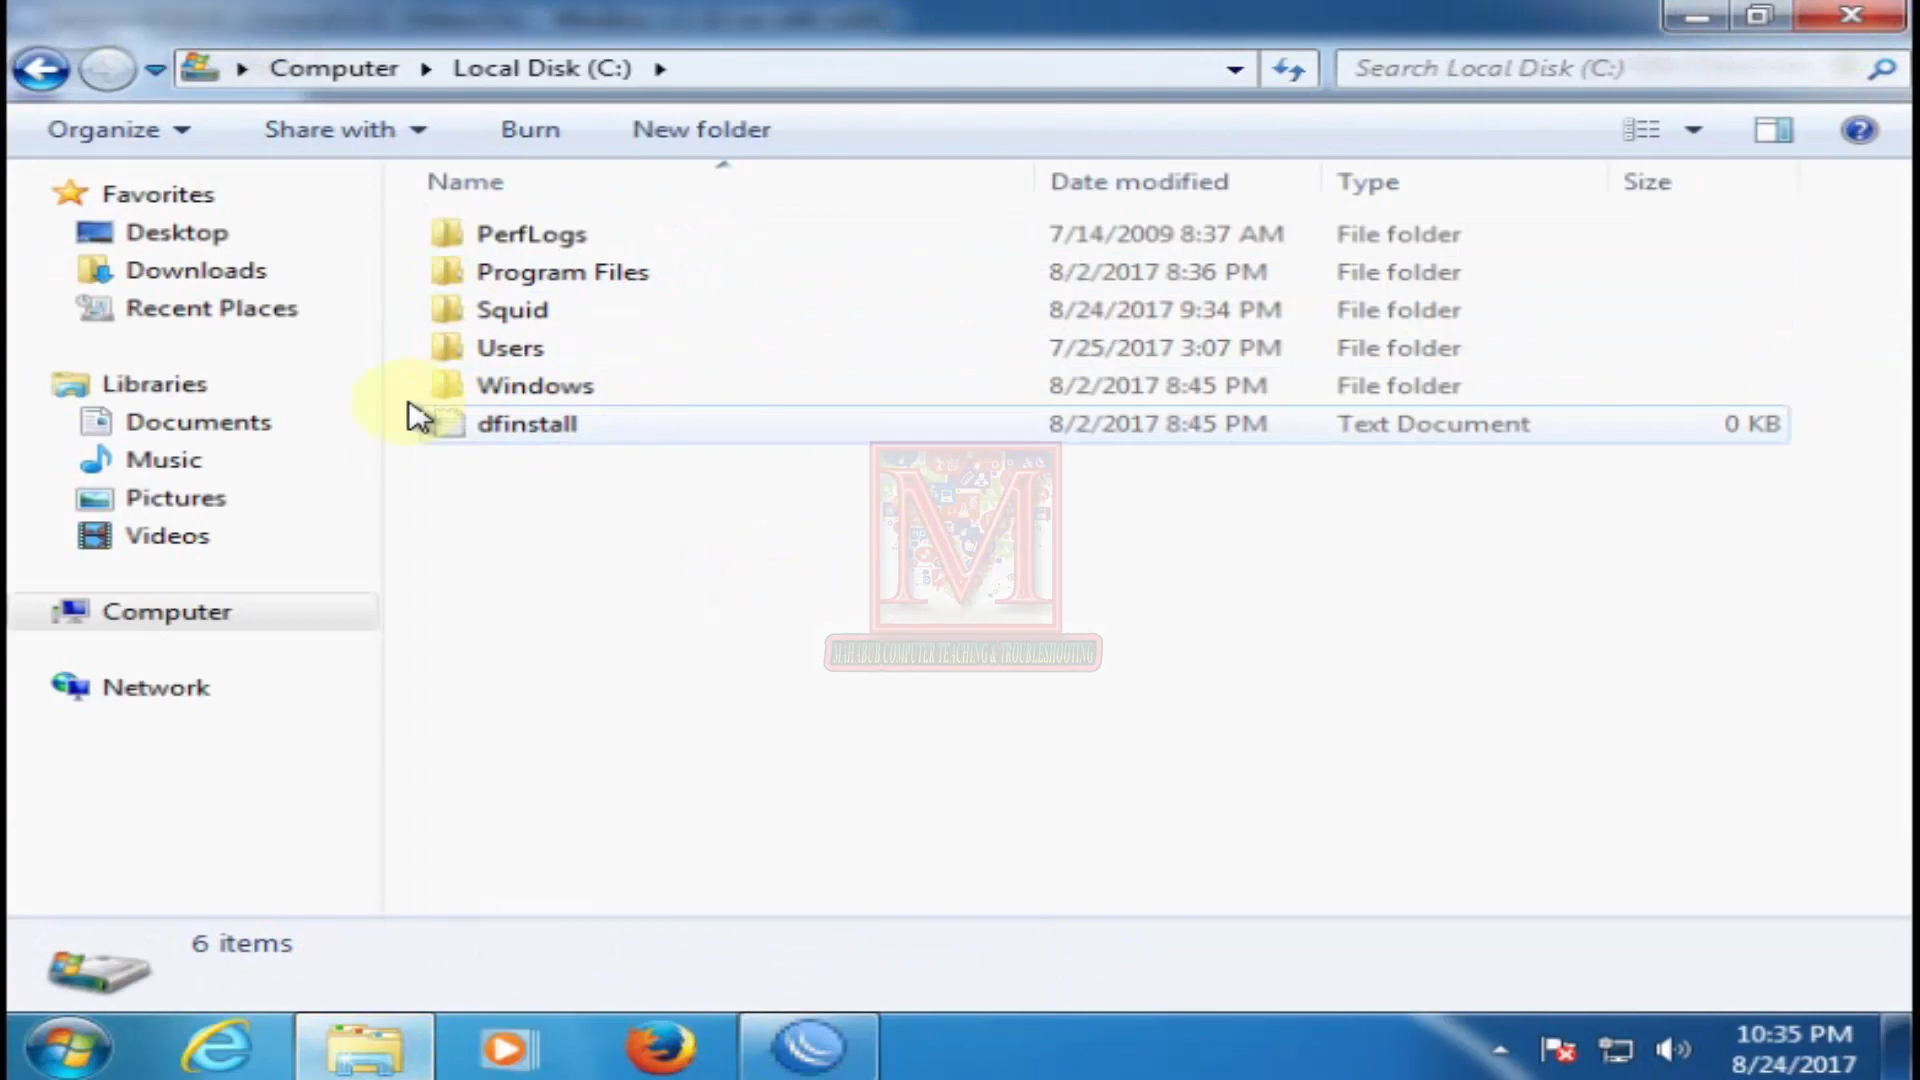 Computer Local Disk (C:)
Search Local Disk (C:)
Organize Share with Burn New folder
Name Date modified Type Size
Favorites
Desktop
Downloads
Recent Places
Libraries
Documents
Music
Pictures
Videos
Computer
Network
PerfLogs 7/14/2009 8:37 AM File folder
Program Files 8/2/2017 8:36 PM File folder
Squid 8/24/2017 9:34 PM File folder
Users 7/25/2017 3:07 PM File folder
Windows 8/2/2017 8:45 PM File folder
dfinstall 8/2/2017 8:45 PM Text Document 0 KB
M
MAHABUB COMPUTER TEACHING & TROUBLESHOOTING
6 items
10:35 PM
8/24/2017